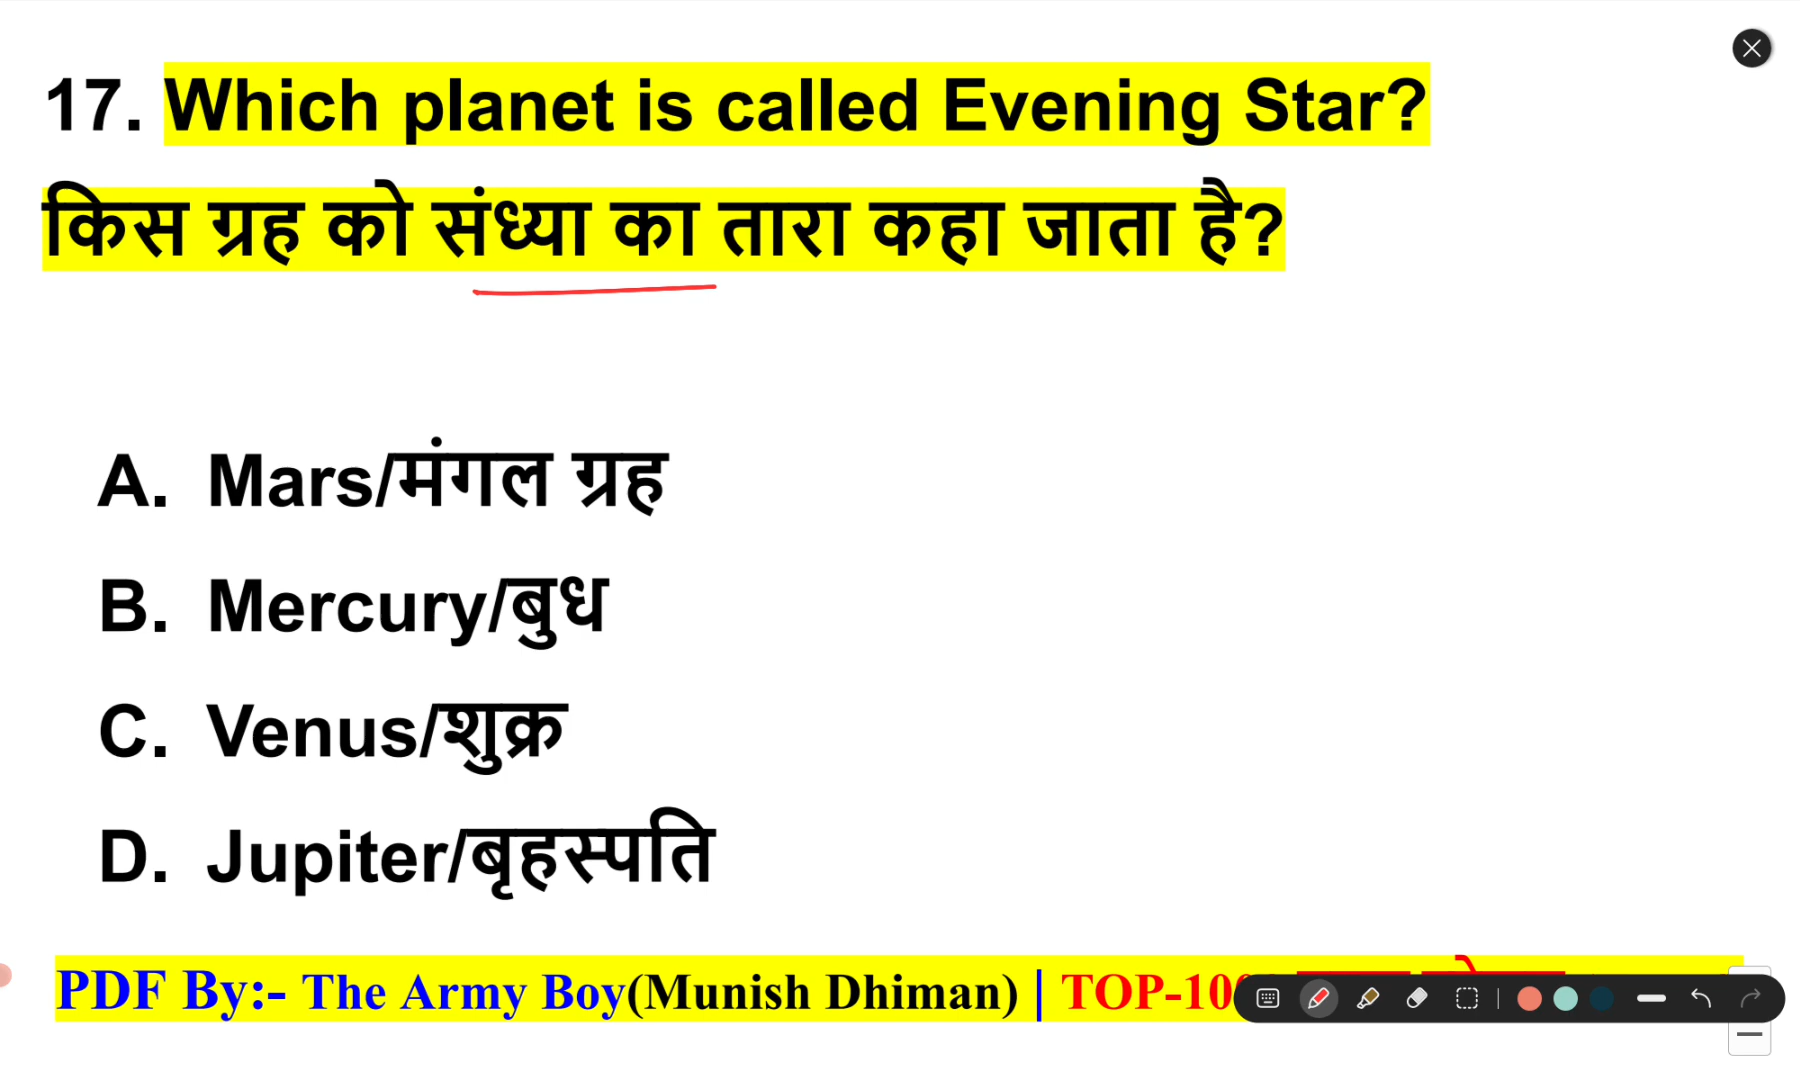 17. Which planet is called Evening Star?
किस ग्रह को संध्या का तारा कहा जाता है?
A. Mars/मंगल ग्रह
B. Mercury/बुध
C. Venus/शुक्र
D. Jupiter/बृहस्पति
PDF By:- The Army Boy(Munish Dhiman) | TOP-100